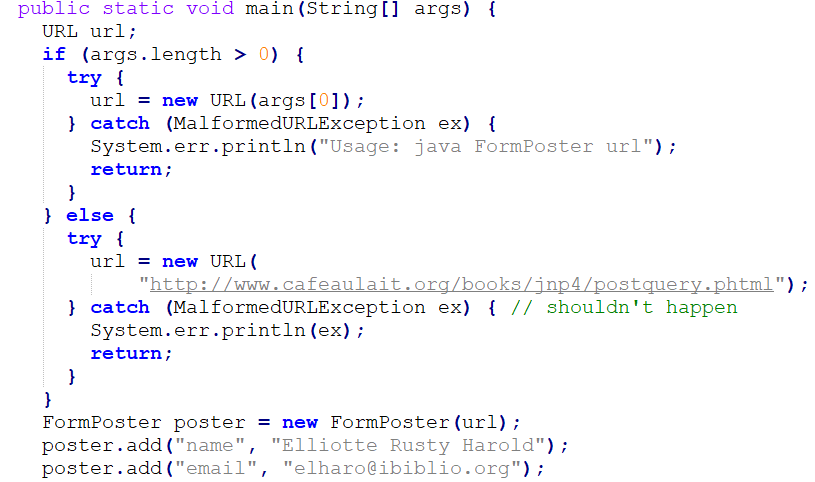 public static void main(String[] args) {
  URL url;
  if (args.length > 0) {
    try {
      url = new URL(args[0]);
    } catch (MalformedURLException ex) {
      System.err.println("Usage: java FormPoster url");
      return;
    }
  } else {
    try {
      url = new URL(
          "http://www.cafeaulait.org/books/jnp4/postquery.phtml");
    } catch (MalformedURLException ex) { // shouldn't happen
      System.err.println(ex);
      return;
    }
  }
  FormPoster poster = new FormPoster(url);
  poster.add("name", "Elliotte Rusty Harold");
  poster.add("email", "elharo@ibiblio.org");